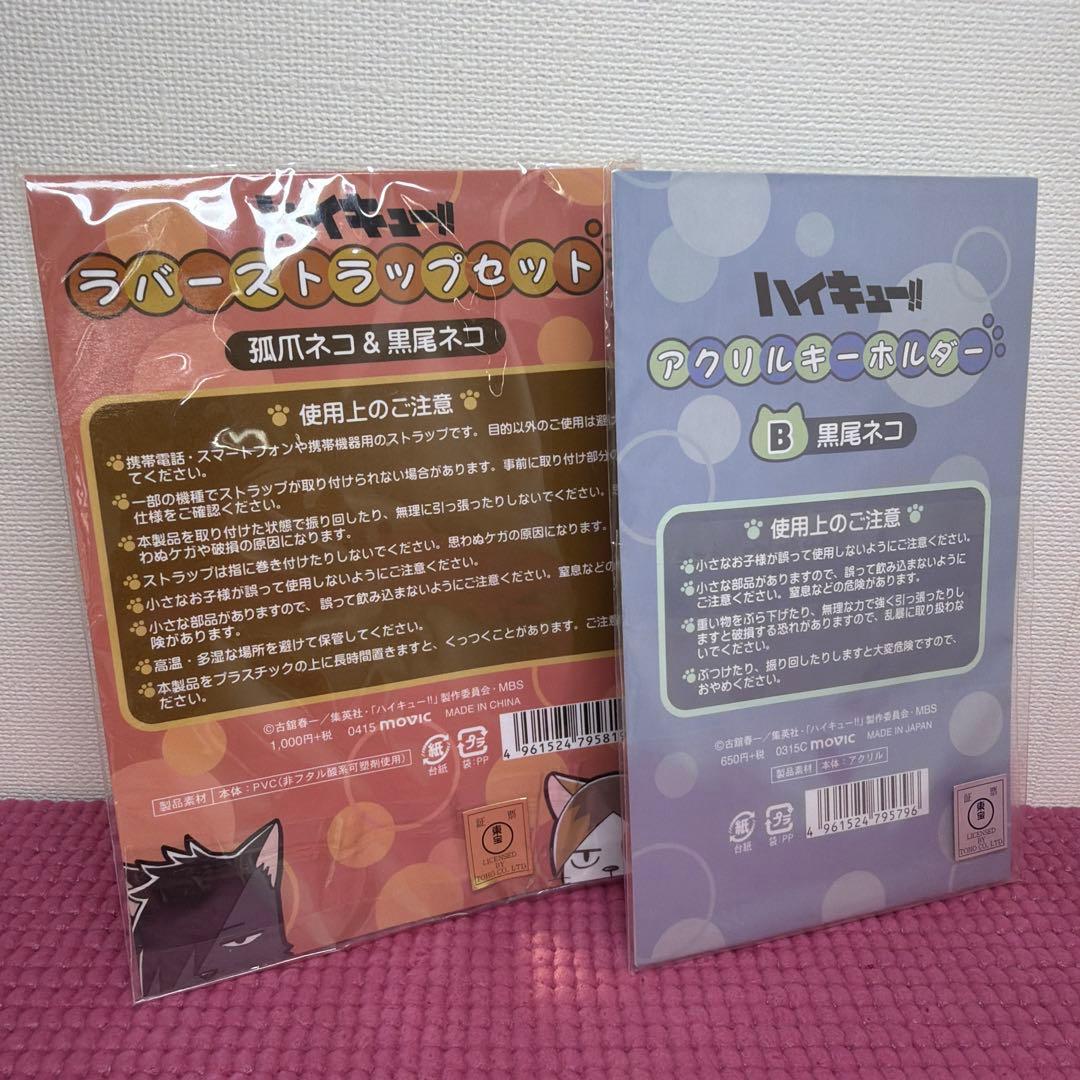 ハイキュー!!
ラバーストラップセット
孤爪ネコ & 黒尾ネコ
使用上のご注意
携帯電話・スマートフォンや携帯機器用のストラップです。目的以外のご使用は避け
てください。
一部の機種でストラップが取り付けられない場合があります。事前に取り付け部分の
仕様をご確認ください。
本製品を取り付けた状態で振り回したり、無理に引っ張ったりしないでください。思
わぬケガや破損の原因になります。
ストラップは指に巻き付けたりしないでください。思わぬケガの原因になります。
小さなお子様が誤って使用しないようにご注意ください。
小さな部品がありますので、誤って飲み込まないようにご注意ください。窒息などの
険があります。
高温・多湿な場所を避けて保管してください。
本製品をプラスチックの上に長時間置きますと、くっつくことがあります。ご注意
ださい。
©古舘春一/集英社・「ハイキュー!!」製作委員会・MBS
1,000円+税 0415 movic MADE IN CHINA
製品素材 本体:PVC(非フタル酸系可塑剤使用)
紙
台紙
プラ
袋:PP
4 961524 795819
証票
東宝
LICENSED
BY
TOHO CO., LTD.
ハイキュー!!
アクリルキーホルダー
B 黒尾ネコ
使用上のご注意
小さなお子様が誤って使用しないようにご注意ください。
小さな部品がありますので、誤って飲み込まないように
ご注意ください。窒息などの危険があります。
重い物をぶら下げたり、無理な力で強く引っ張ったりし
ますと破損する恐れがありますので、乱暴に取り扱わな
いでください。
ぶつけたり、振り回したりしますと大変危険ですので、
おやめください。
©古舘春一/集英社・「ハイキュー!!」製作委員会・MBS
650円+税 0315C movic MADE IN JAPAN
製品素材 本体:アクリル
紙
台紙
プラ
袋:PP
4 961524 795796
証票
東宝
LICENSED
BY
TOHO CO., LTD.